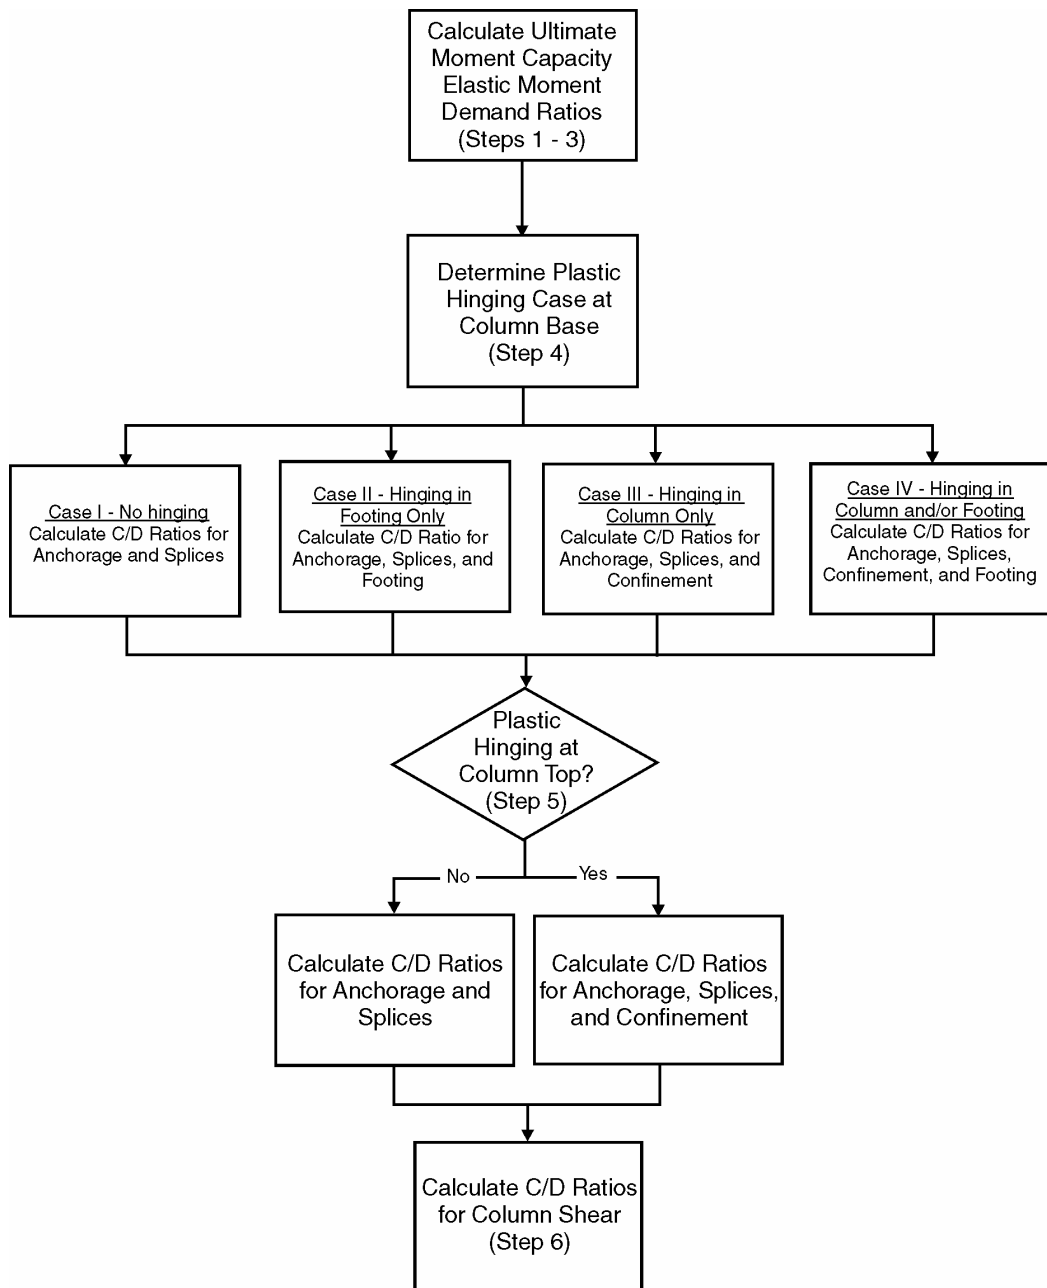 Calculate Ultimate
Moment Capacity
Elastic Moment
Demand Ratios
(Steps 1 - 3)
Determine Plastic
Hinging Case at
Column Base
(Step 4)
Case I - No hinging
Calculate C/D Ratios for
Anchorage and Splices
Case II - Hinging in
Footing Only
Calculate C/D Ratio for
Anchorage, Splices, and
Footing
Case III - Hinging in
Column Only
Calculate C/D Ratios for
Anchorage, Splices, and
Confinement
Case IV - Hinging in
Column and/or Footing
Calculate C/D Ratios for
Anchorage, Splices,
Confinement, and Footing
Plastic
Hinging at
Column Top?
(Step 5)
No
Yes
Calculate C/D Ratios
for Anchorage and
Splices
Calculate C/D Ratios
for Anchorage, Splices,
and Confinement
Calculate C/D Ratios
for Column Shear
(Step 6)